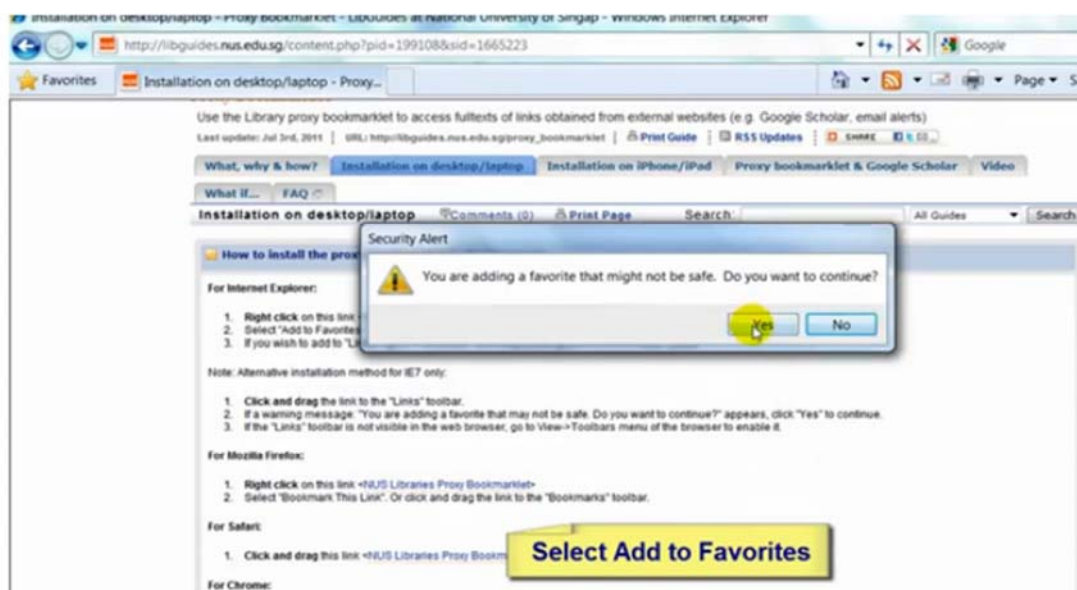 Installation on desktop/laptop - Proxy Bookmarklet - LibGuides at National University of Singap - Windows Internet Explorer
http://libguides.nus.edu.sg/content.php?pid=199108&sid=1665223
Google
Favorites
Installation on desktop/laptop - Proxy...
Page
Use the Library proxy bookmarklet to access fulltexts of links obtained from external websites (e.g. Google Scholar, email alerts)
Last update: Jul 3rd, 2011 | URL: http://libguides.nus.edu.sg/proxy_bookmarklet | Print Guide | RSS Updates | SHARE
What, why & how? Installation on desktop/laptop Installation on iPhone/iPad Proxy bookmarklet & Google Scholar Video
What if... FAQ
Installation on desktop/laptop Comments (0) Print Page Search: All Guides Search
Security Alert
How to install the
You are adding a favorite that might not be safe. Do you want to continue?
Yes No
For Internet Explorer:
1. Right click on this link
2. Select "Add to Favorites
3. If you wish to add to
Note: Alternative installation method for IE7 only:
1. Click and drag the link to the "Links" toolbar.
2. If a warning message: "You are adding a favorite that may not be safe. Do you want to continue?" appears, click "Yes" to continue.
3. If the "Links" toolbar is not visible in the web browser, go to View->Toolbars menu of the browser to enable it.
For Mozilla Firefox:
1. Right click on this link <NUS Libraries Proxy Bookmarklet>
2. Select "Bookmark This Link". Or click and drag the link to the "Bookmarks" toolbar.
For Safari:
1. Click and drag this link <NUS Libraries Proxy Bookm
Select Add to Favorites
For Chrome: